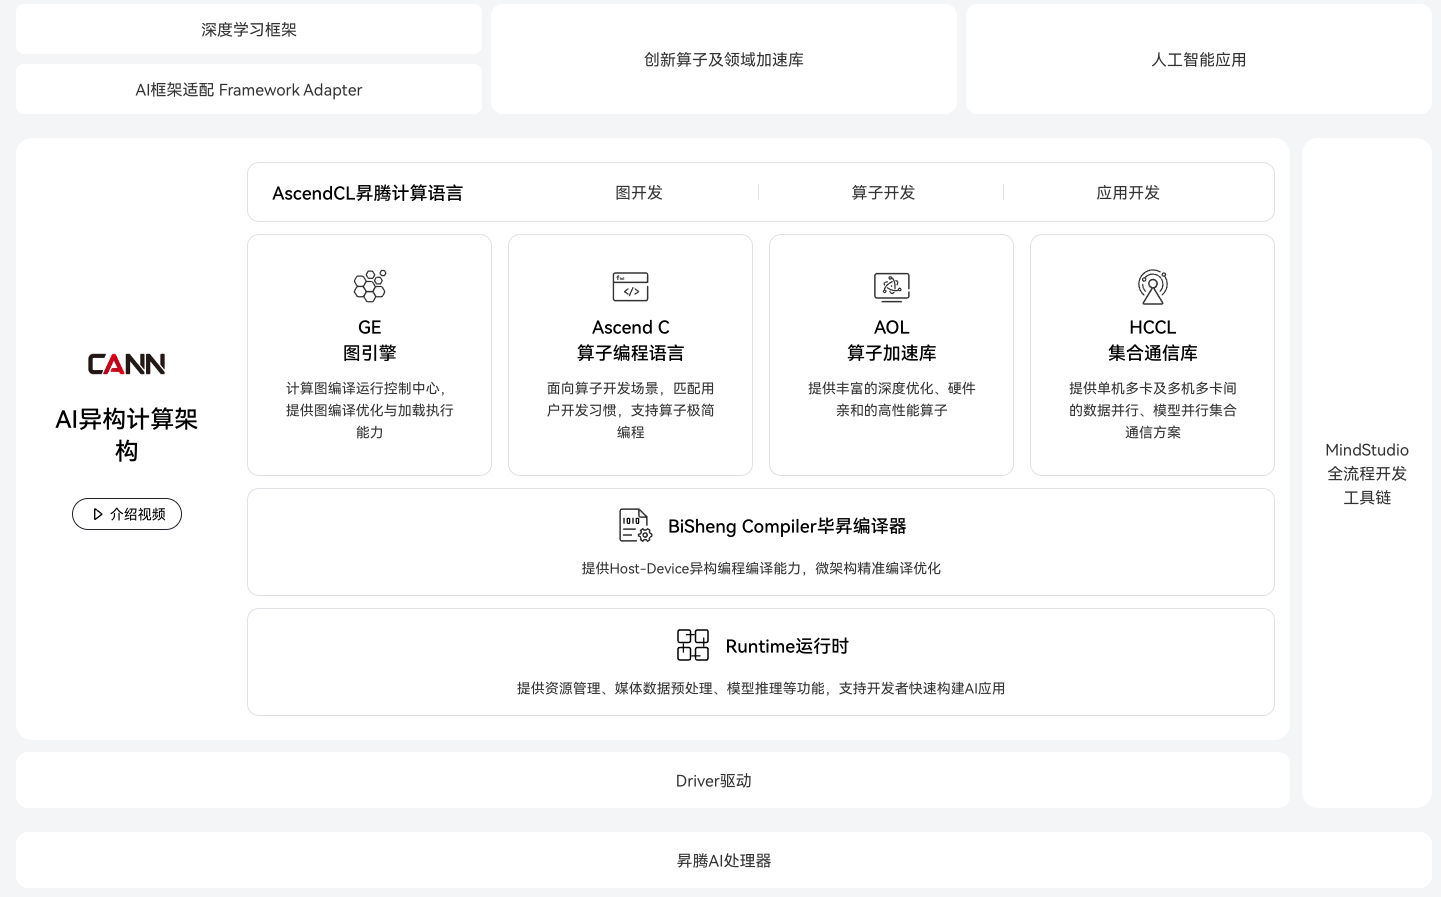 深度学习框架
AI框架适配 Framework Adapter
创新算子及领域加速库
人工智能应用
AscendCL昇腾计算语言
图开发
算子开发
应用开发
CANN
AI异构计算架
构
介绍视频
GE
图引擎
计算图编译运行控制中心，
提供图编译优化与加载执行
能力
Ascend C
算子编程语言
面向算子开发场景，匹配用
户开发习惯，支持算子极简
编程
AOL
算子加速库
提供丰富的深度优化、硬件
亲和的高性能算子
HCCL
集合通信库
提供单机多卡及多机多卡间
的数据并行、模型并行集合
通信方案
1010
BiSheng Compiler毕昇编译器
提供Host-Device异构编程编译能力，微架构精准编译优化
Runtime运行时
提供资源管理、媒体数据预处理、模型推理等功能，支持开发者快速构建AI应用
MindStudio
全流程开发
工具链
Driver驱动
昇腾AI处理器